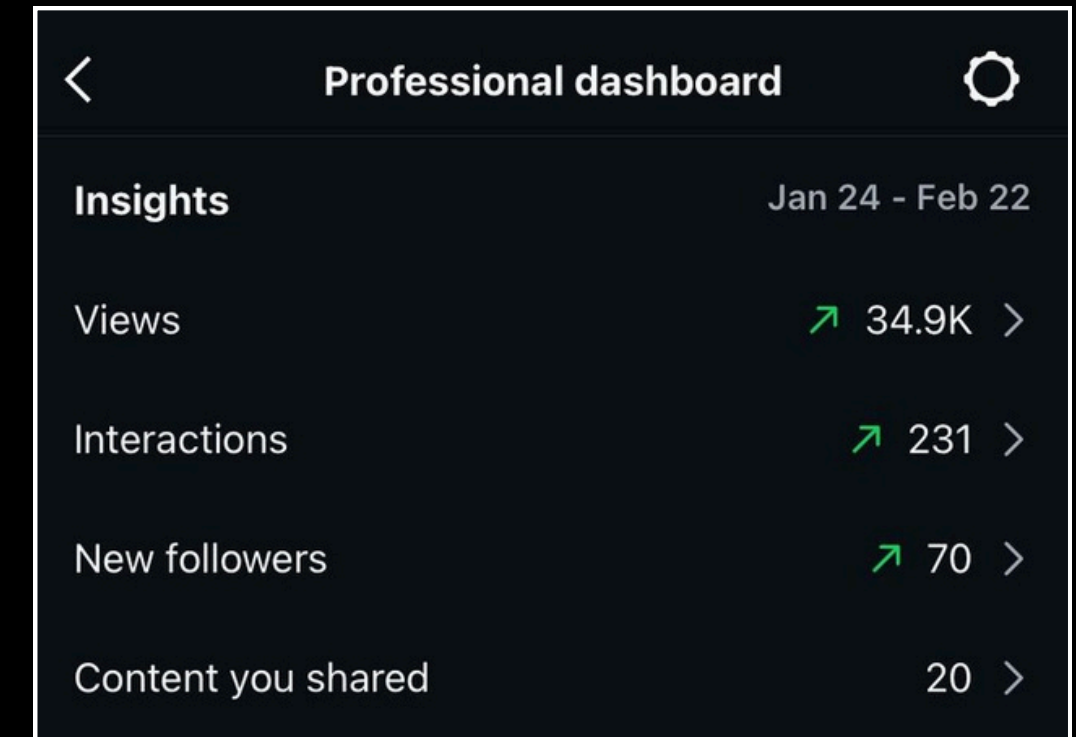 Professional dashboard
Insights Jan 24 - Feb 22
Views 34.9K
Interactions 231
New followers 70
Content you shared 20